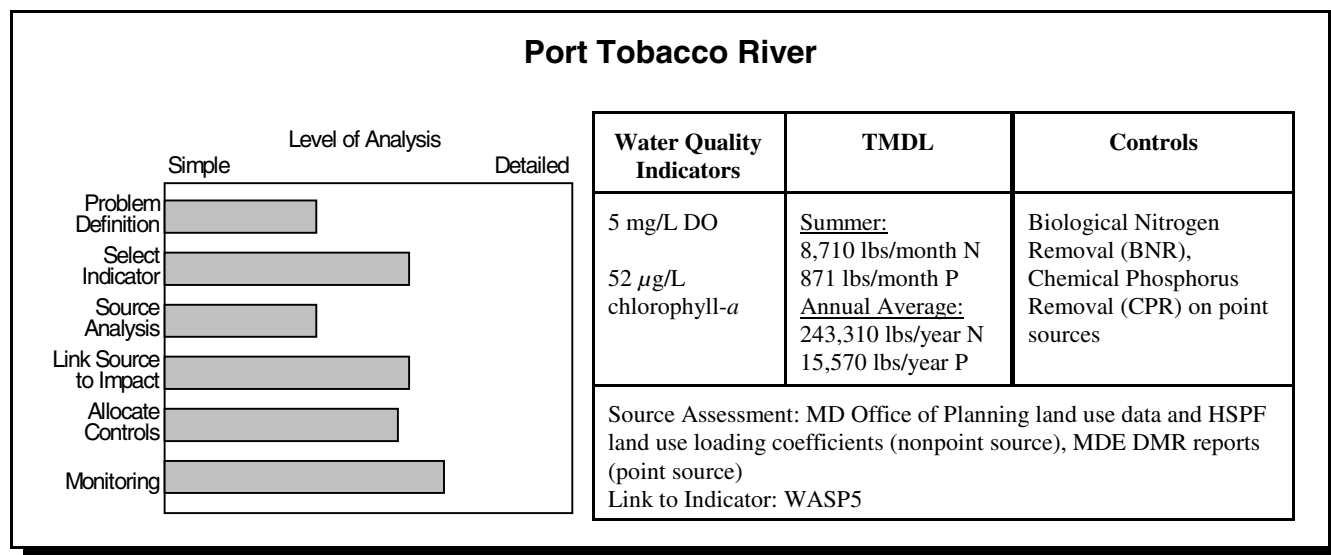 Port Tobacco River
Level of Analysis
Simple
Detailed
Problem
Definition
Select
Indicator
Source
Analysis
Link Source
to Impact
Allocate
Controls
Monitoring
Water Quality
Indicators
TMDL
Controls
5 mg/L DO
52 µg/L
chlorophyll-a
Summer:
8,710 lbs/month N
871 lbs/month P
Annual Average:
243,310 lbs/year N
15,570 lbs/year P
Biological Nitrogen
Removal (BNR),
Chemical Phosphorus
Removal (CPR) on point
sources
Source Assessment: MD Office of Planning land use data and HSPF
land use loading coefficients (nonpoint source), MDE DMR reports
(point source)
Link to Indicator: WASP5